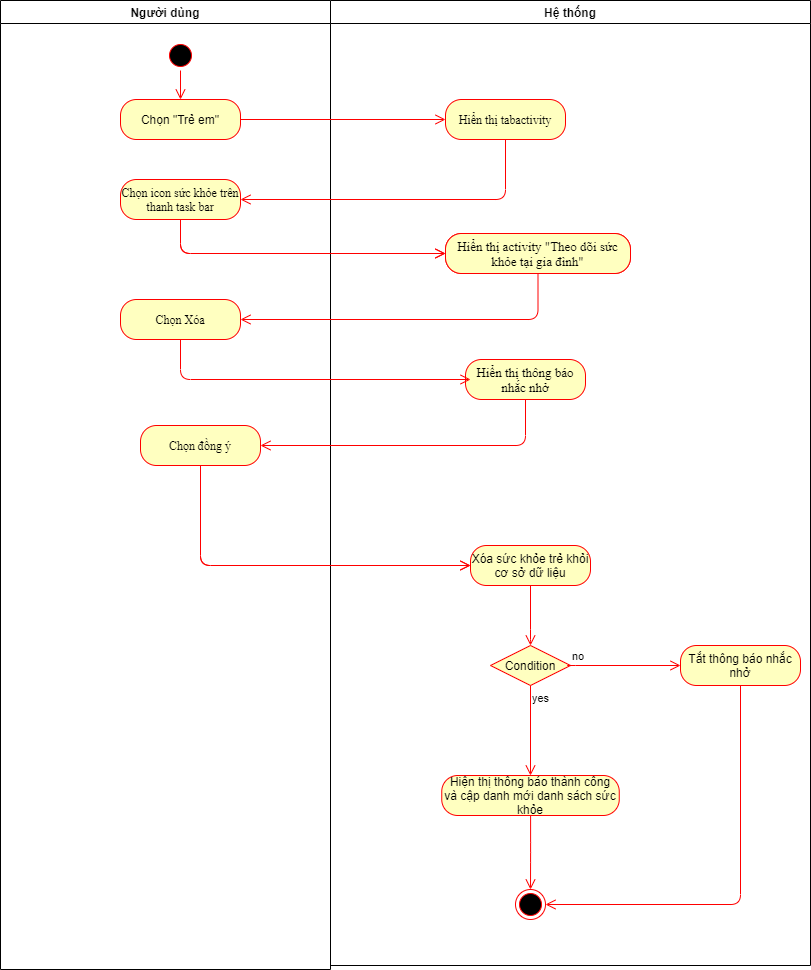 Người dùng
Hệ thống
Chọn "Trẻ em"
Hiển thị tabactivity
Chọn icon sức khỏe trên
thanh task bar
Hiển thị activity "Theo dõi sức
khỏe tại gia đình"
Chọn Xóa
Hiển thị thông báo
nhắc nhở
Chọn đồng ý
Xóa sức khỏe trẻ khỏi
cơ sở dữ liệu
Condition
no
Tắt thông báo nhắc
nhở
yes
Hiện thị thông báo thành công
và cập danh mới danh sách sức
khỏe